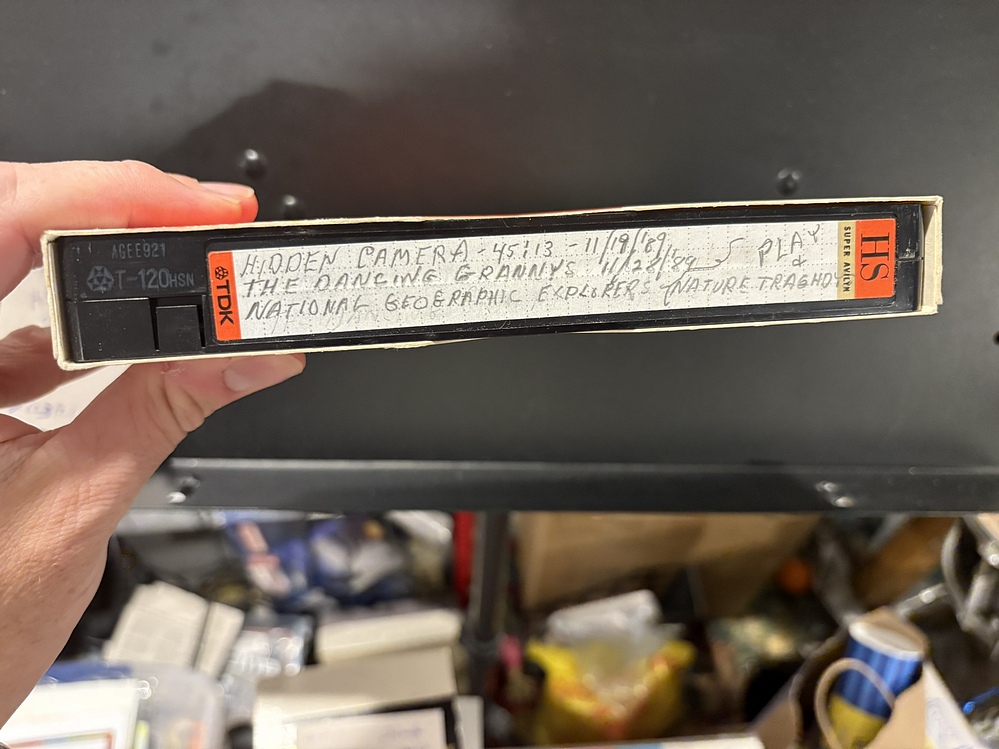 AGEE921
T-120HSN
TDK
HIDDEN CAMERA - 45:13 - 11/19/89
THE DANCING GRANNYS 11/28/89
NATIONAL GEOGRAPHIC EXPLORERS (NATURE TRAGHDY
PLAY
SUPER AVILYN
HS